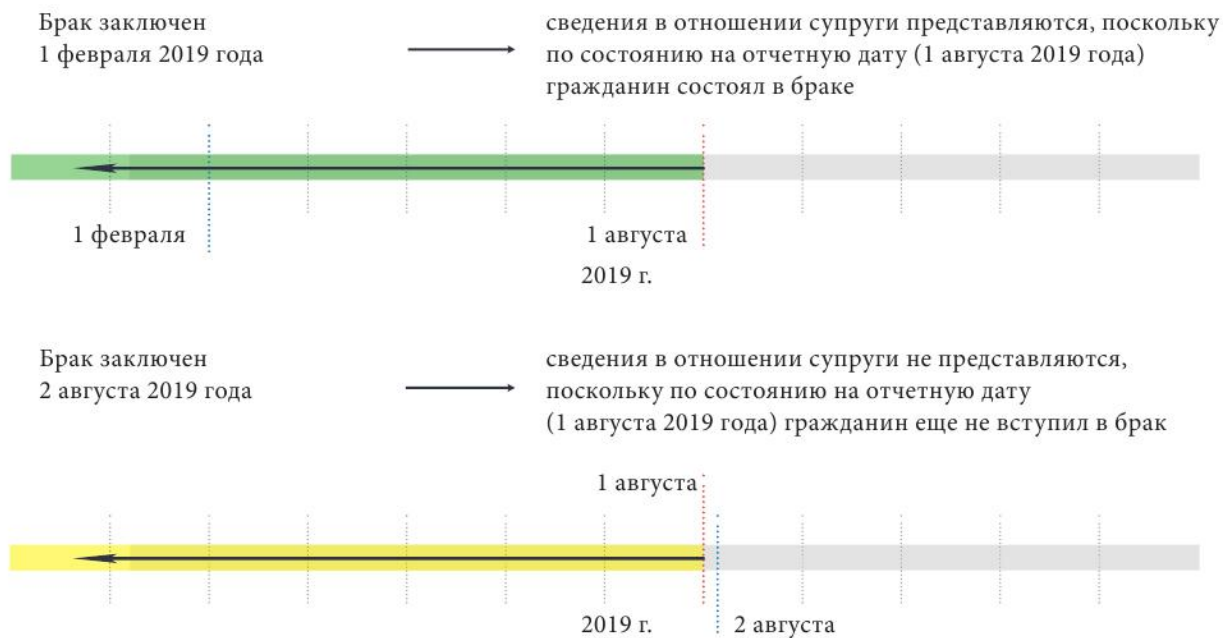 Брак заключен
1 февраля 2019 года
сведения в отношении супруги представляются, поскольку
по состоянию на отчетную дату (1 августа 2019 года)
гражданин состоял в браке
1 февраля
1 августа
2019 г.
Брак заключен
2 августа 2019 года
сведения в отношении супруги не представляются,
поскольку по состоянию на отчетную дату
(1 августа 2019 года) гражданин еще не вступил в брак
1 августа
2019 г.
2 августа